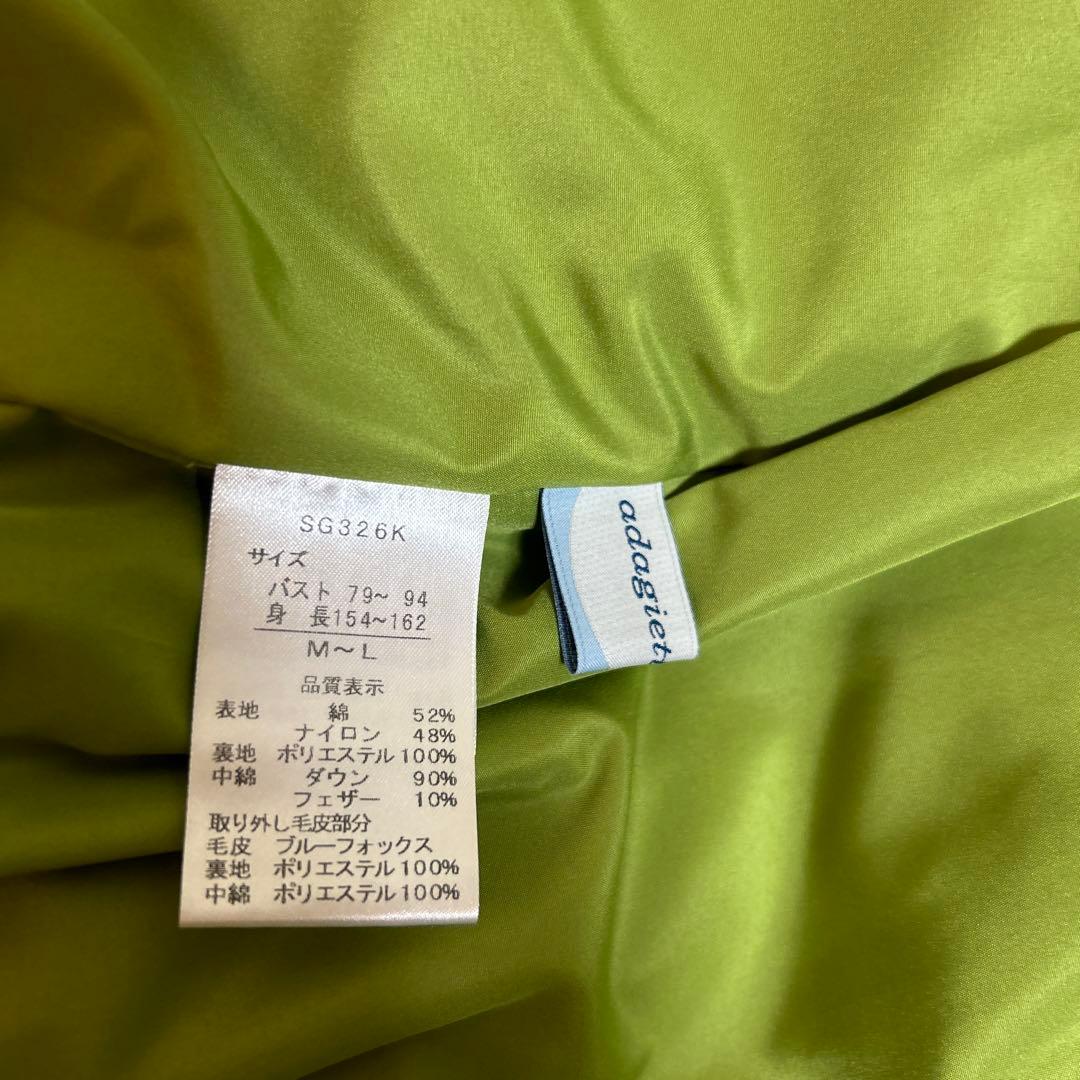 SG326K
サイズ
バスト 79~ 94
身 長154~162
M~L
品質表示
表地 綿 52%
ナイロン 48%
裏地 ポリエステル100%
中綿 ダウン 90%
フェザー 10%
取り外し毛皮部分
毛皮 ブルーフォックス
裏地 ポリエステル100%
中綿 ポリエステル100%